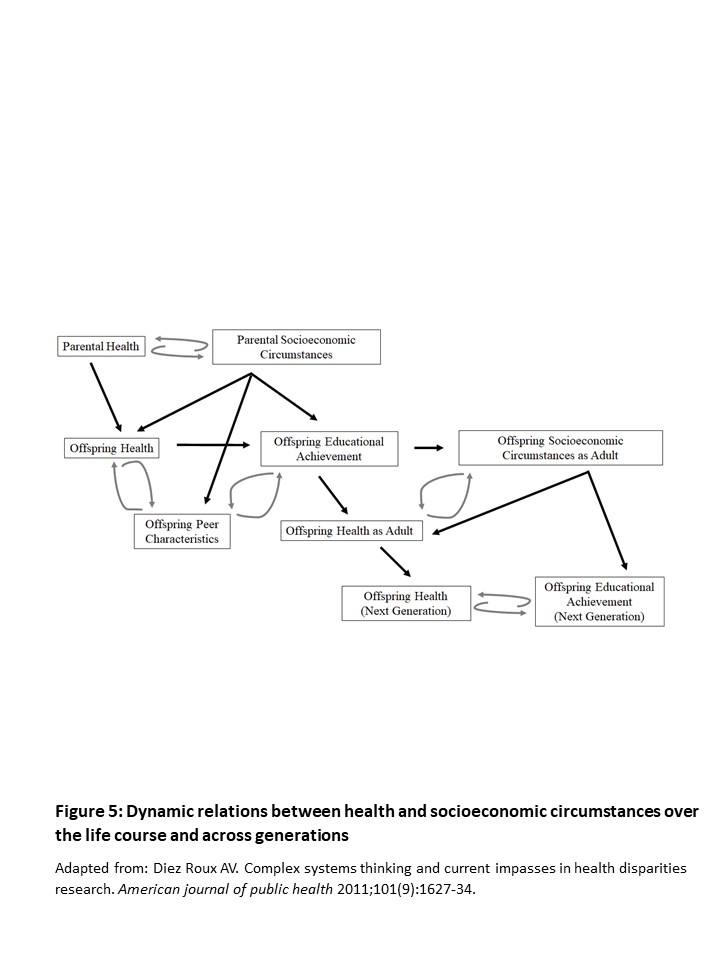 Parental Health
Parental Socioeconomic
Circumstances
Offspring Health
Offspring Educational
Achievement
Offspring Socioeconomic
Circumstances as Adult
Offspring Peer
Characteristics
Offspring Health as Adult
Offspring Health
(Next Generation)
Offspring Educational
Achievement
(Next Generation)
Figure 5: Dynamic relations between health and socioeconomic circumstances over
the life course and across generations
Adapted from: Diez Roux AV. Complex systems thinking and current impasses in health disparities
research. American journal of public health 2011;101(9):1627-34.